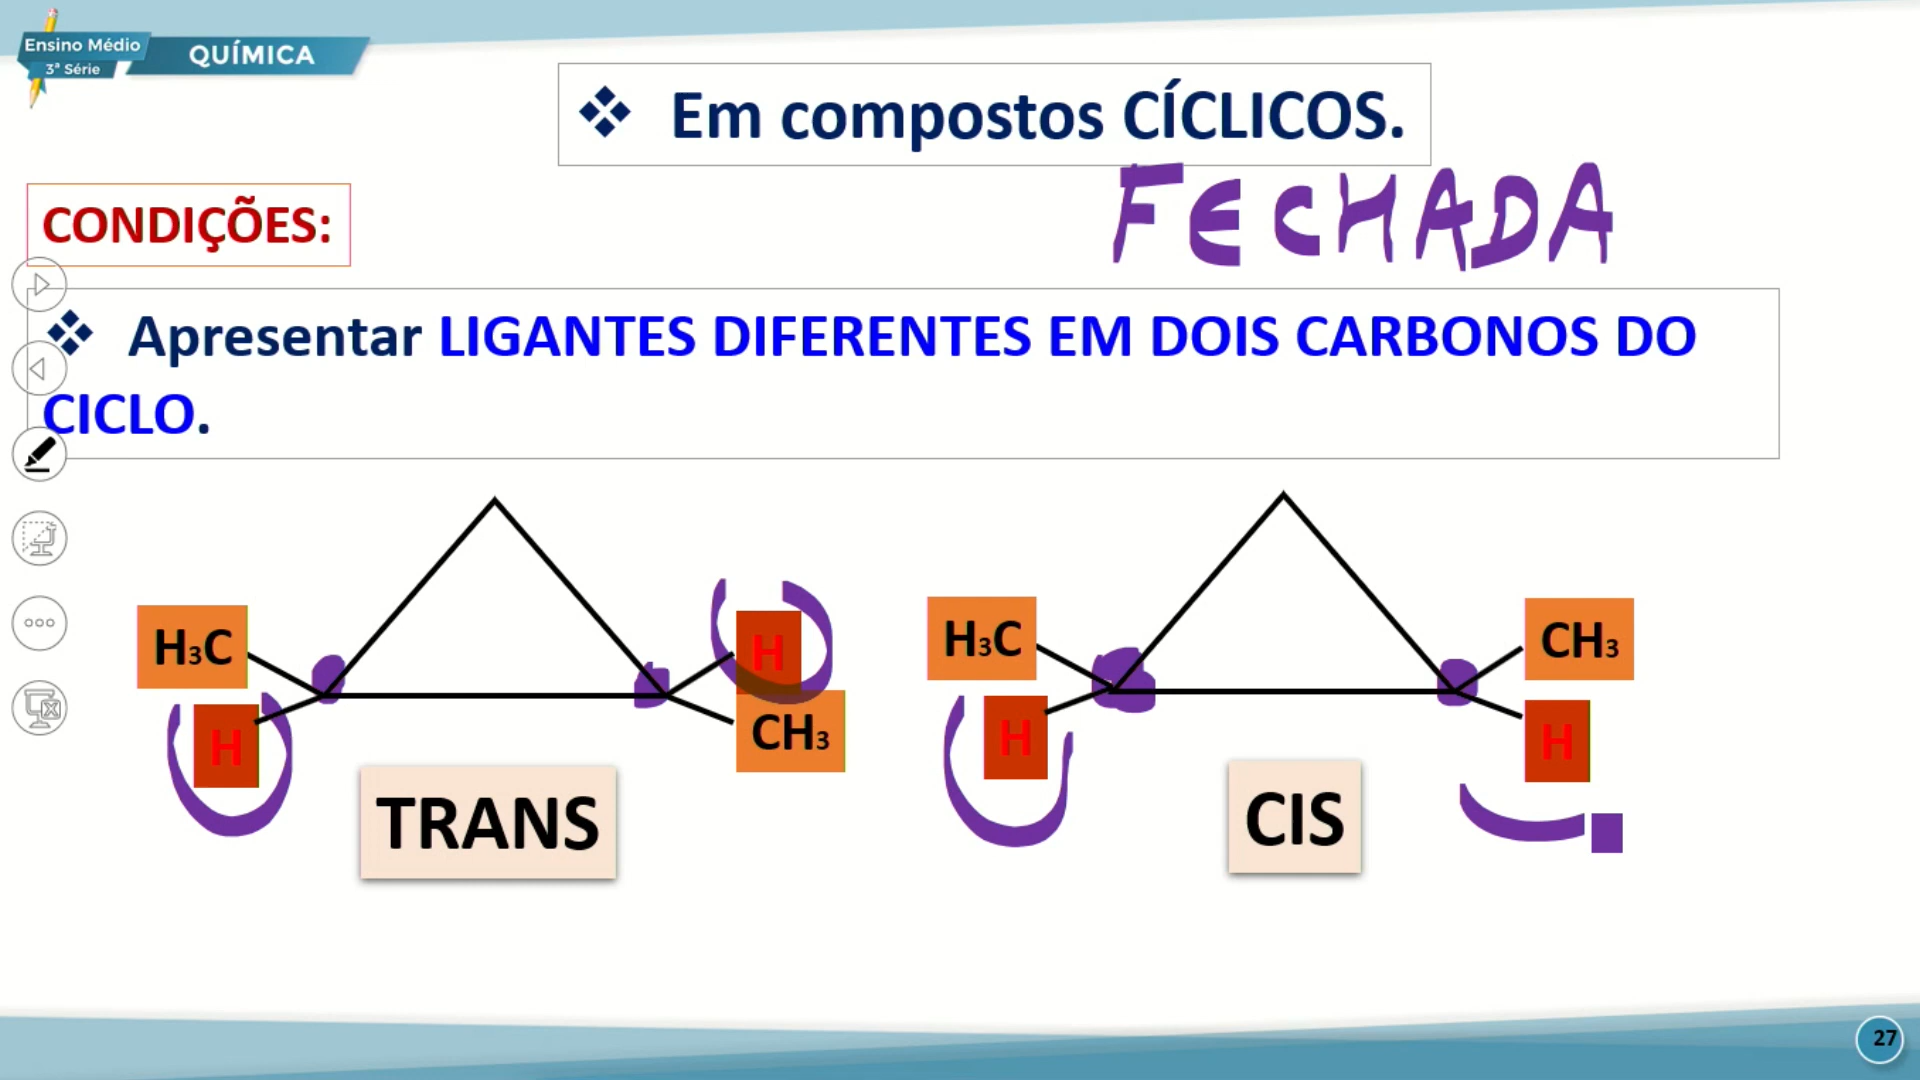 Ensino Médio
3ª Série
QUÍMICA
❖ Em compostos CÍCLICOS.
FECHADA
CONDIÇÕES:
❖ Apresentar LIGANTES DIFERENTES EM DOIS CARBONOS DO
CICLO.
H₃C
H
H
CH₃
TRANS
H₃C
H
CH₃
H
CIS
27